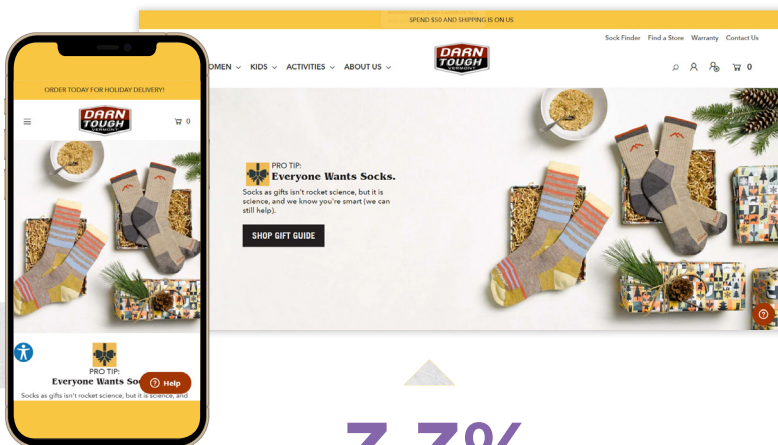 ORDER TODAY FOR HOLIDAY DELIVERY!
DARN
TOUGH
VERMONT
0
PRO TIP:
Socks as gifts isn't rocket science, but it is science, and
Help
SPEND $50 AND SHIPPING IS ON US
Sock Finder Find a Store Warranty Contact Us
KIDS ACTIVITIES ABOUT US
DARN
TOUGH
VERMONT
0
PRO TIP:
Everyone Wants Socks.
Socks as gifts isn't rocket science, but it is
science, and we know you're smart (we can
still help).
SHOP GIFT GUIDE
Everyone Wants